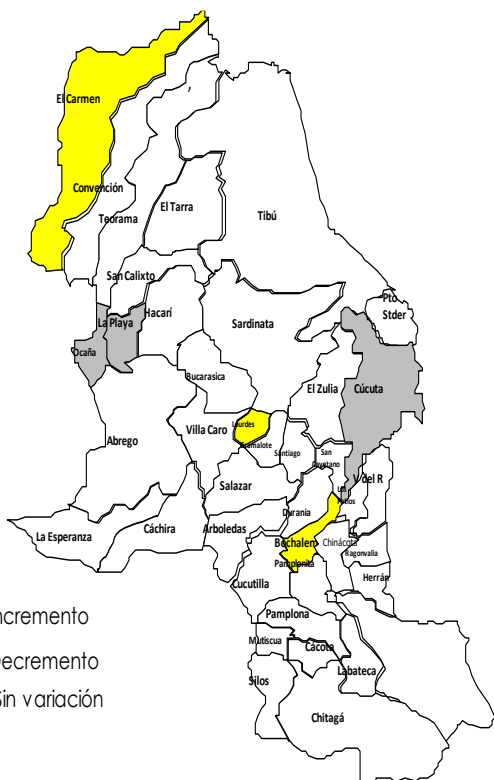 El Carmen
Convención
Teorama
El Tarra
Tibú
San Calixto
La Playa
Hacarí
Ocaña
Sardinata
Pto
Stder
Bucarasica
El Zulia
Cúcuta
Abrego
Villa Caro
Lourdes
Gramalote
Santiago
San
Cayetano
Salazar
V del R
Los
Patios
La Esperanza
Cáchira
Arboledas
Durania
Bochalema
Chinácota
Ragonvalia
Pamplonita
Herrán
Cucutilla
Pamplona
Mutiscua
Cácota
Labateca
Silos
Chitagá
ncremento
ecremento
Sin variación